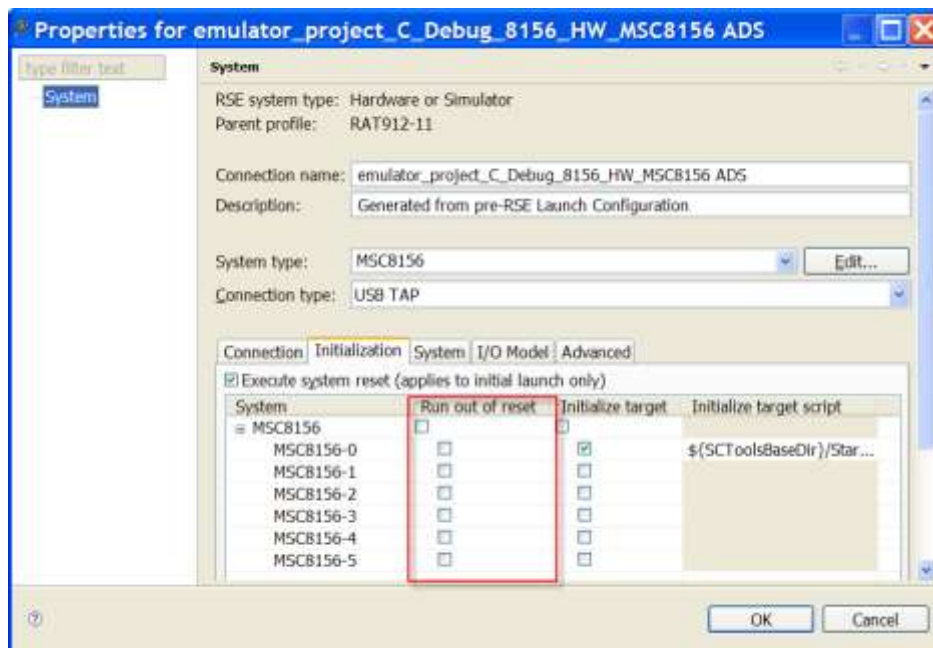 Properties for emulator_project_C_Debug_8156_HW_MSC8156 ADS
type filter text
System
System
RSE system type: Hardware or Simulator
Parent profile: RAT912-11
Connection name: emulator_project_C_Debug_8156_HW_MSC8156 ADS
Description: Generated from pre-RSE Launch Configuration
System type: MSC8156 Edit...
Connection type: USB TAP
Connection Initialization System I/O Model Advanced
Execute system reset (applies to initial launch only)
System Run out of reset Initialize target Initialize target script
MSC8156
MSC8156-0 ${SCToolsBaseDir}/Star...
MSC8156-1
MSC8156-2
MSC8156-3
MSC8156-4
MSC8156-5
OK Cancel